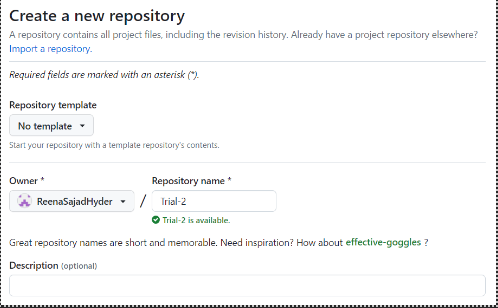 Create a new repository
A repository contains all project files, including the revision history. Already have a project repository elsewhere?
Import a repository.
Required fields are marked with an asterisk (*).
Repository template
No template
Start your repository with a template repository's contents.
Owner * Repository name *
ReenaSajadHyder / Trial-2
Trial-2 is available.
Great repository names are short and memorable. Need inspiration? How about effective-goggles ?
Description (optional)